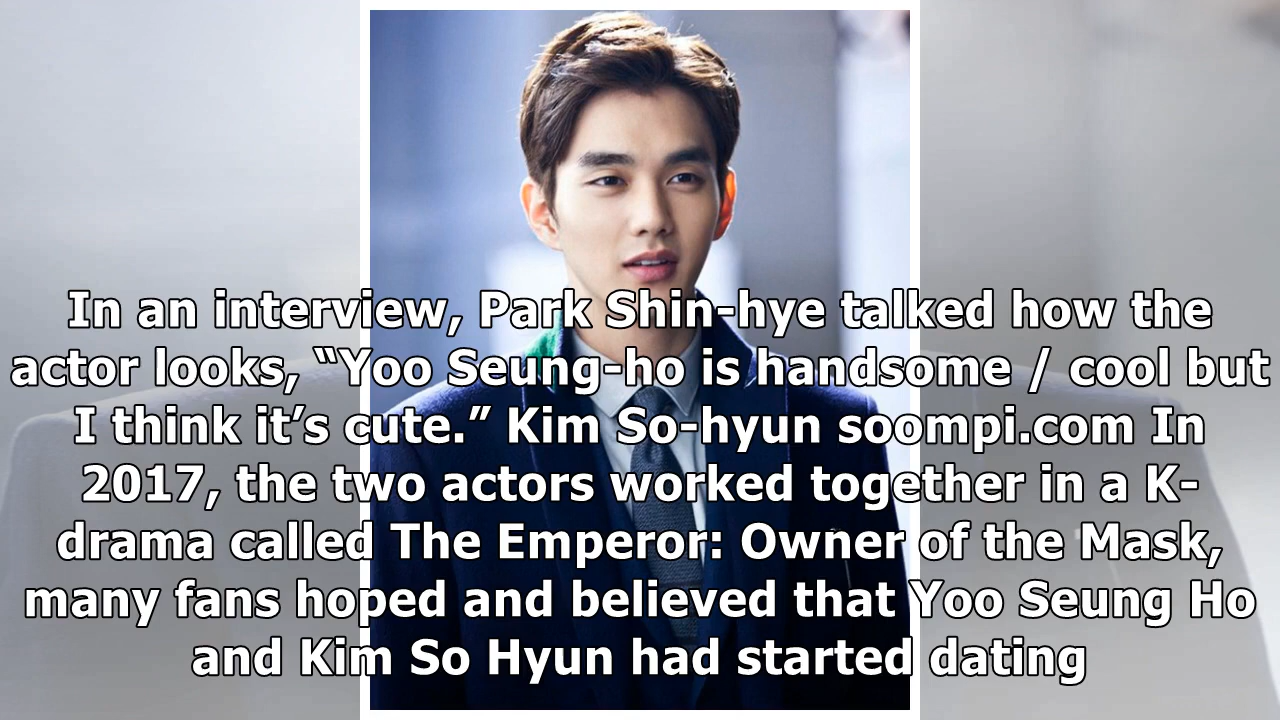 In an interview, Park Shin-hye talked how the
actor looks, “Yoo Seung-ho is handsome / cool but
I think it’s cute.” Kim So-hyun soompi.com In
2017, the two actors worked together in a K-
drama called The Emperor: Owner of the Mask,
many fans hoped and believed that Yoo Seung Ho
and Kim So Hyun had started dating